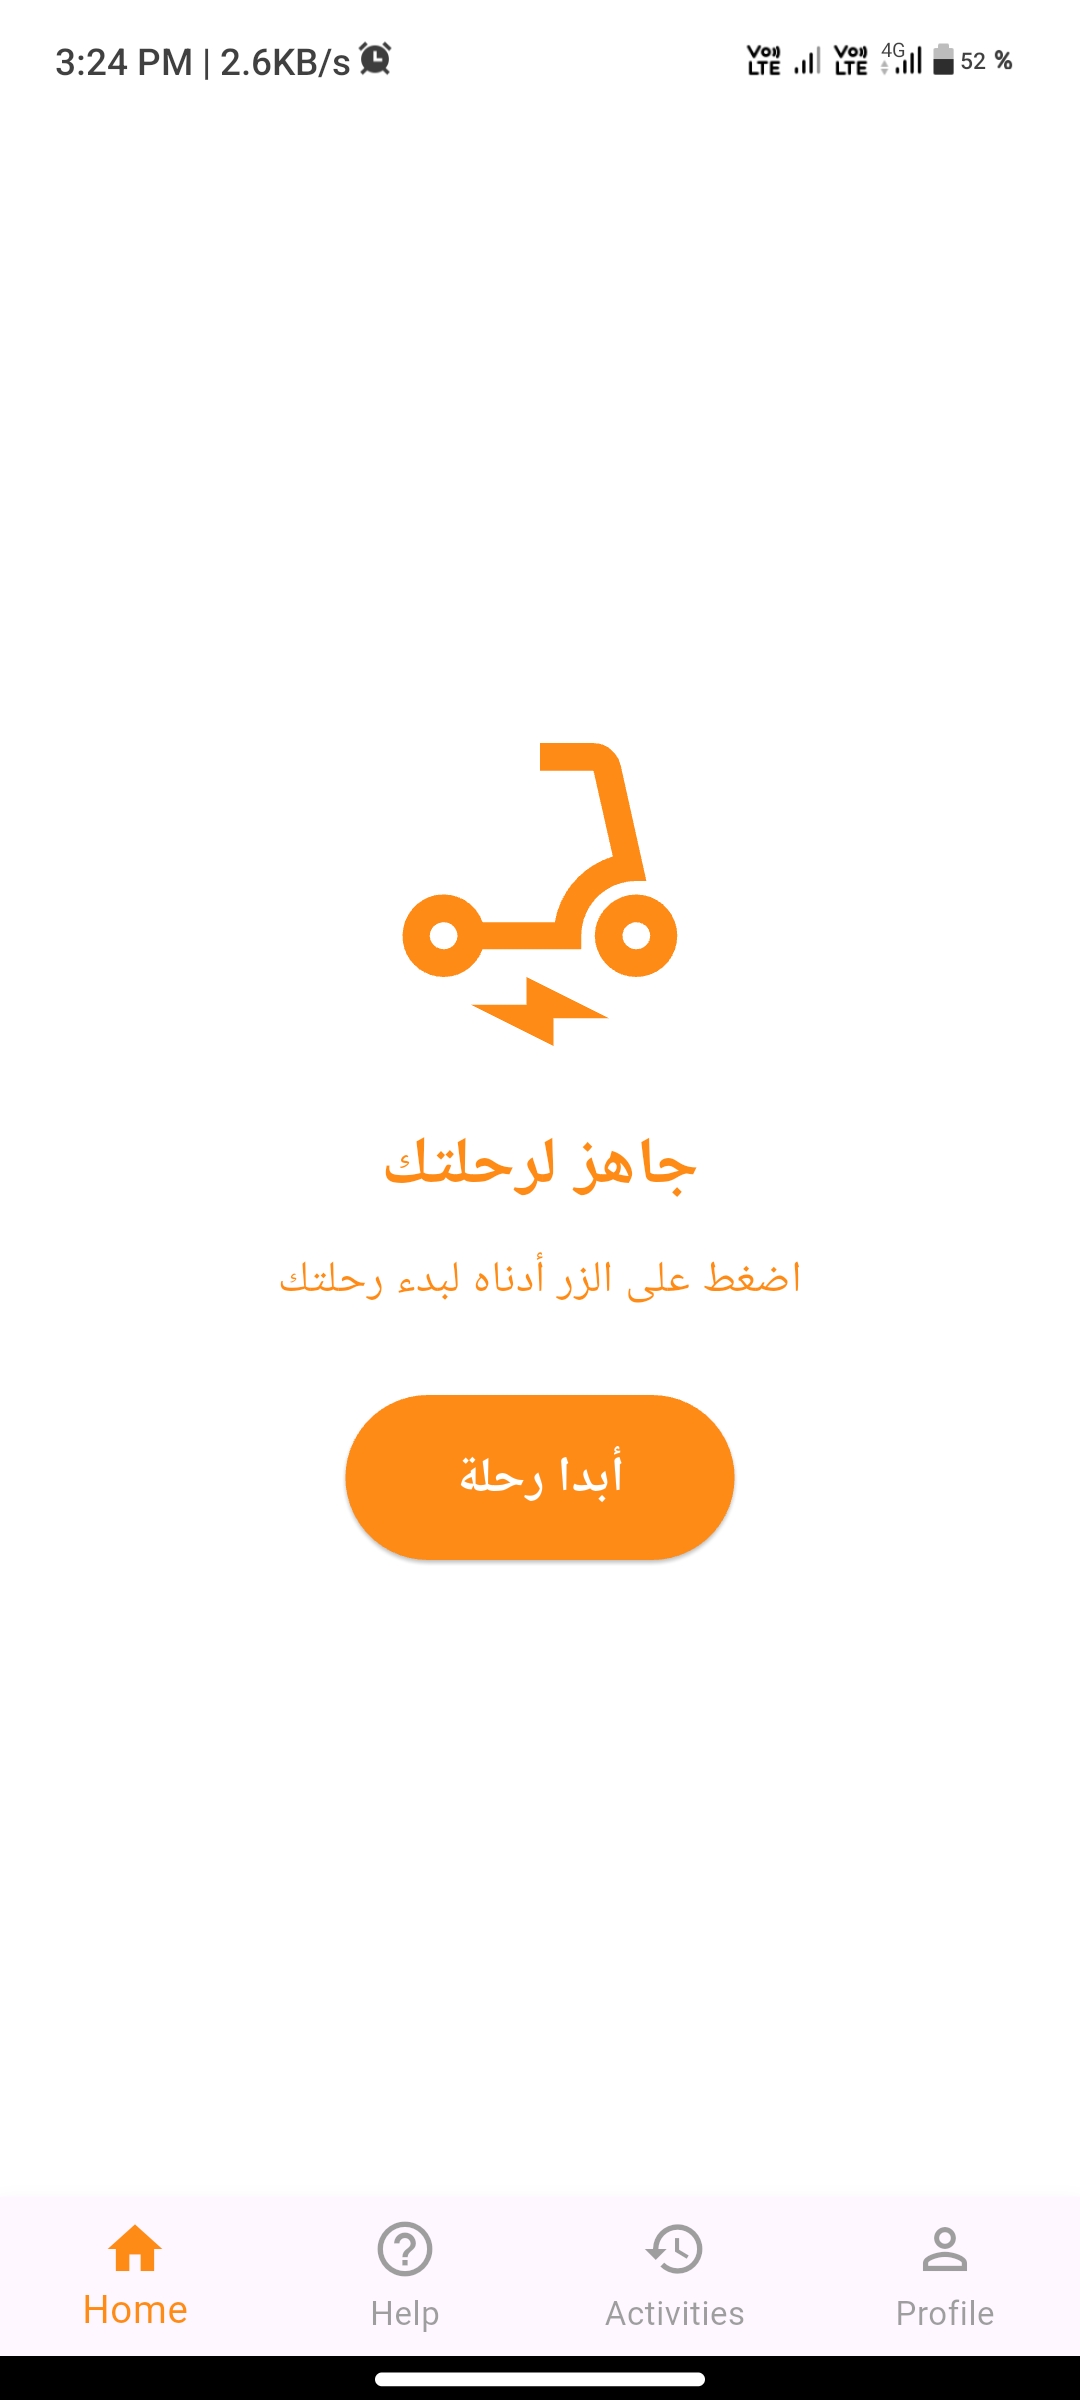 3:24 PM | 2.6KB/s
Vo)) LTE Vo)) LTE 4G 52 %
جاهز لرحلتك
اضغط على الزر أدناه لبدء رحلتك
أبدا رحلة
Home Help Activities Profile